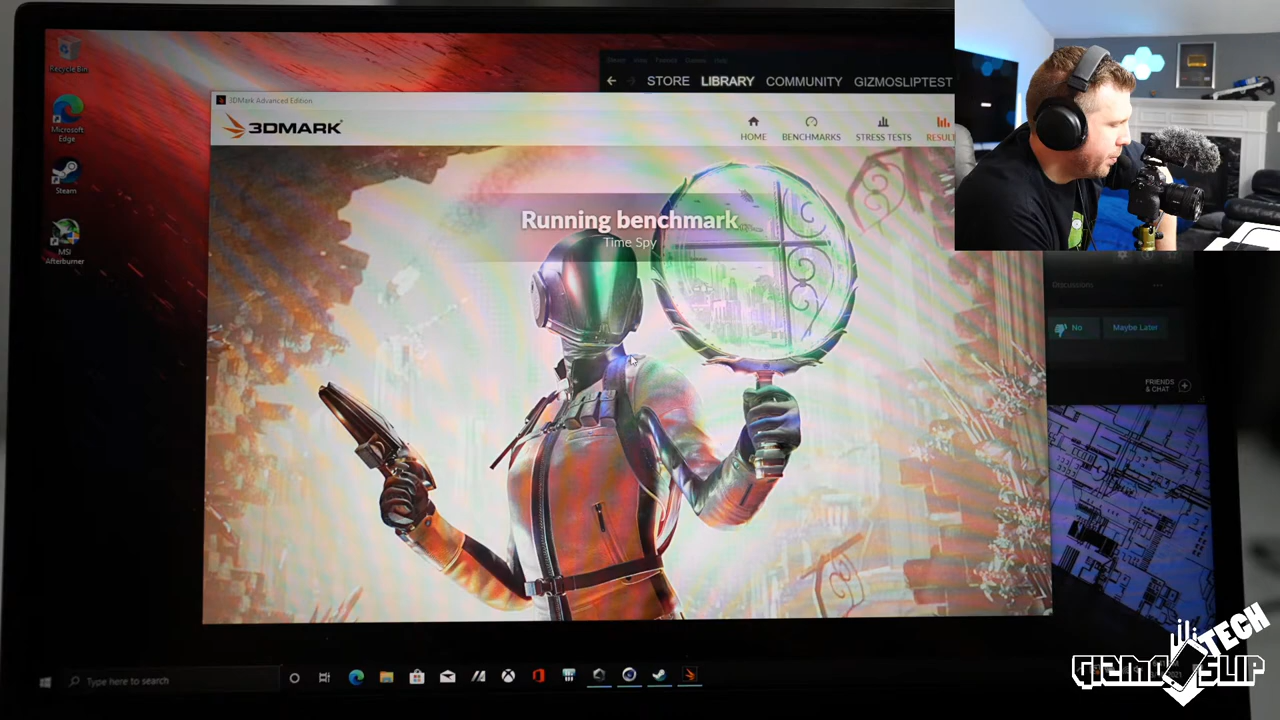 Recycle Bin
Microsoft
Edge
Steam
MSI
Afterburner
STORE LIBRARY COMMUNITY GIZMOSLIPTEST
3DMark Advanced Edition
3DMARK
HOME BENCHMARKS STRESS TESTS RESUL
Running benchmark
Time Spy
Discussions
No Maybe Later
FRIENDS
& CHAT
Type here to search
TECH
GIZMO SLIP